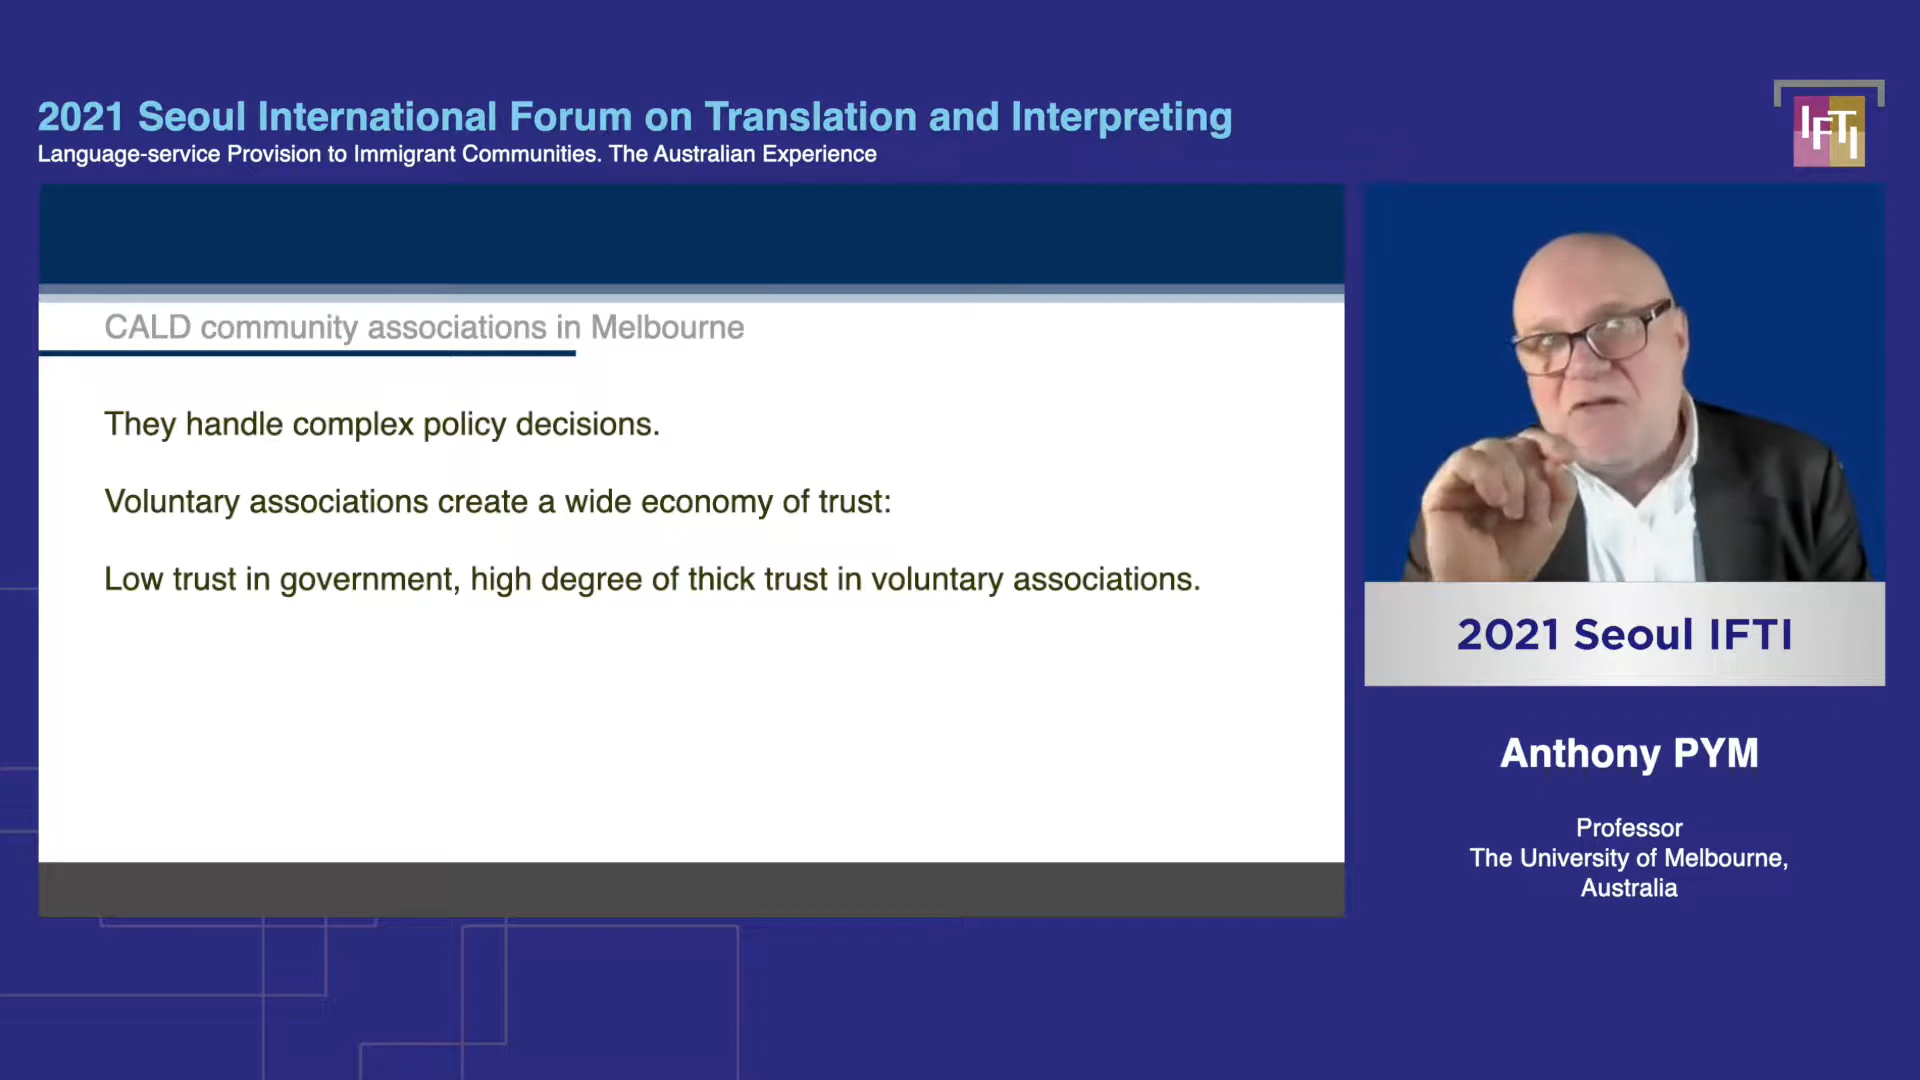 2021 Seoul International Forum on Translation and Interpreting
Language-service Provision to Immigrant Communities. The Australian Experience
IFTI
CALD community associations in Melbourne
They handle complex policy decisions.
Voluntary associations create a wide economy of trust:
Low trust in government, high degree of thick trust in voluntary associations.
2021 Seoul IFTI
Anthony PYM
Professor
The University of Melbourne,
Australia